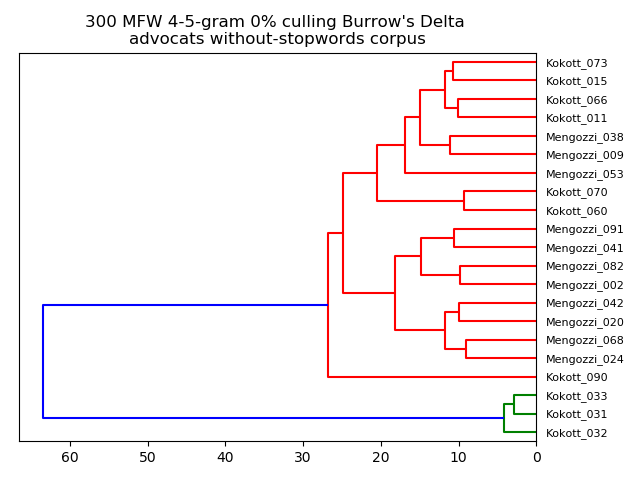 300 MFW 4-5-gram 0% culling Burrow's Delta
advocats without-stopwords corpus
Kokott_073
Kokott_015
Kokott_066
Kokott_011
Mengozzi_038
Mengozzi_009
Mengozzi_053
Kokott_070
Kokott_060
Mengozzi_091
Mengozzi_041
Mengozzi_082
Mengozzi_002
Mengozzi_042
Mengozzi_020
Mengozzi_068
Mengozzi_024
Kokott_090
Kokott_033
Kokott_031
Kokott_032
60 50 40 30 20 10 0